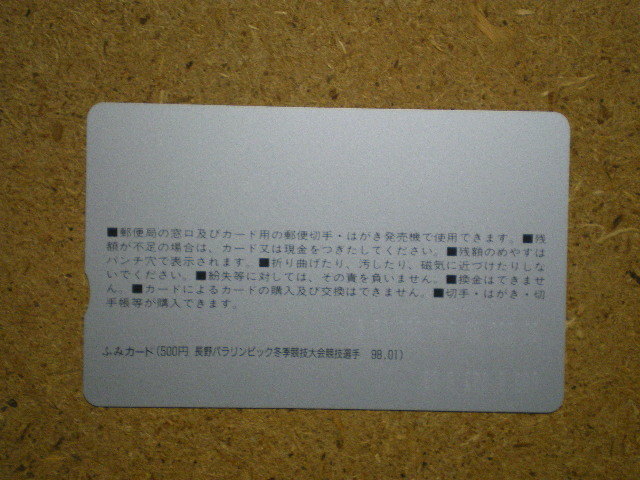 ■郵便局の窓口及びカード用の郵便切手・はがき発売機で使用できます。■残
額が不足の場合は、カード又は現金をつぎたしてください。■残額のめやすは
パンチ穴で表示されます。■折り曲げたり、汚したり、磁気に近づけたりしな
いでください。■紛失等に対しては、その責を負いません。■換金はできませ
ん。■カードによるカードの購入及び交換はできません。■切手・はがき・切
手帳等が購入できます。
ふみカード(500円 長野パラリンピック冬季競技大会競技選手 98.01)